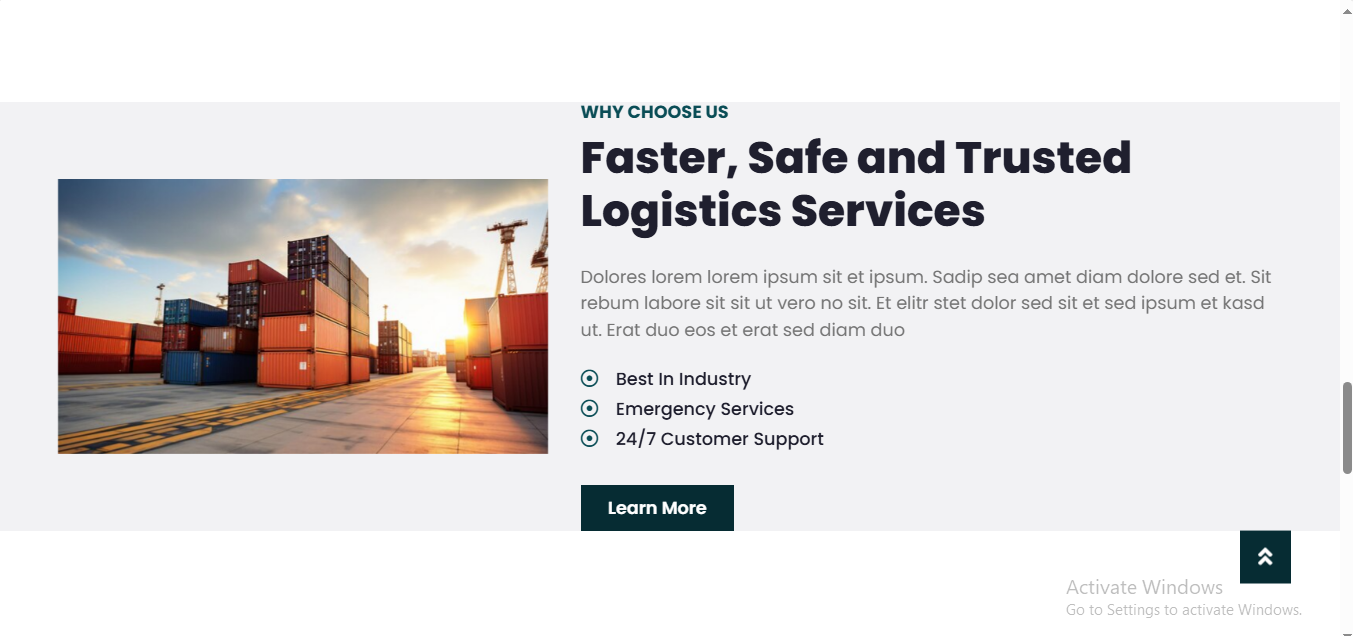 WHY CHOOSE US
Faster, Safe and Trusted
Logistics Services
Dolores lorem lorem ipsum sit et ipsum. Sadip sea amet diam dolore sed et. Sit
rebum labore sit sit ut vero no sit. Et elitr stet dolor sed sit et sed ipsum et kasd
ut. Erat duo eos et erat sed diam duo
Best In Industry
Emergency Services
24/7 Customer Support
Learn More
Activate Windows
Go to Settings to activate Windows.